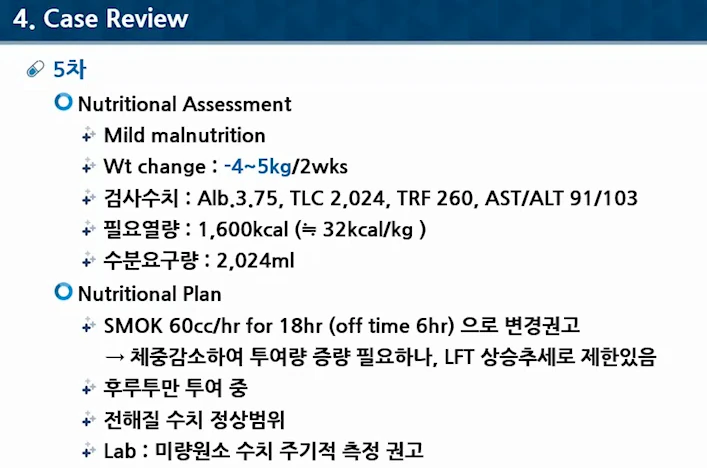 4. Case Review
5차
Nutritional Assessment
Mild malnutrition
Wt change : -4~5kg/2wks
검사수치 : Alb.3.75, TLC 2,024, TRF 260, AST/ALT 91/103
필요열량 : 1,600kcal (≒ 32kcal/kg )
수분요구량 : 2,024ml
Nutritional Plan
SMOK 60cc/hr for 18hr (off time 6hr) 으로 변경권고
→ 체중감소하여 투여량 증량 필요하나, LFT 상승추세로 제한있음
후루투만 투여 중
전해질 수치 정상범위
Lab : 미량원소 수치 주기적 측정 권고